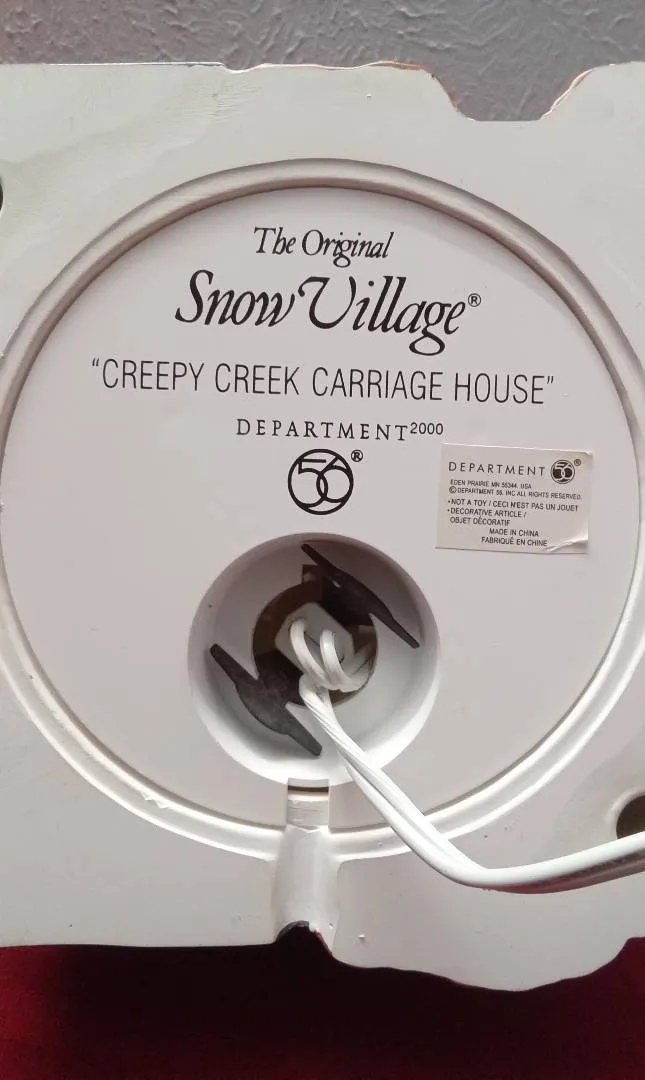 The Original
Snow Village®
"CREEPY CREEK CARRIAGE HOUSE"
DEPARTMENT 2000
56®
DEPARTMENT 56®
EDEN PRAIRIE MN 55344, USA
©DEPARTMENT 56, INC ALL RIGHTS RESERVED.
•NOT A TOY / CECI N'EST PAS UN JOUET
•DECORATIVE ARTICLE /
OBJET DÉCORATIF
MADE IN CHINA
FABRIQUÉ EN CHINE